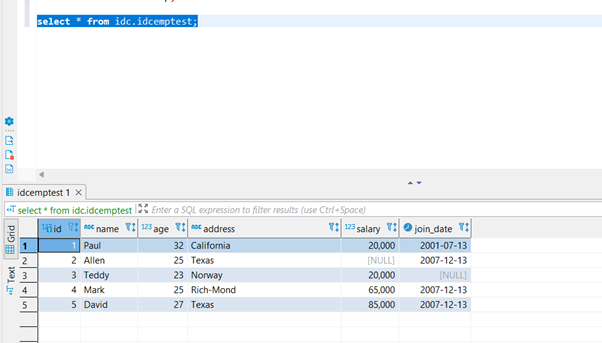 select * from idc.idcemptest;
idcemptest 1
select * from idc.idcemptest Enter a SQL expression to filter results (use Ctrl+Space)
Grid
Text
123 id abc name 123 age abc address 123 salary join_date
1 1 Paul 32 California 20,000 2001-07-13
2 2 Allen 25 Texas [NULL] 2007-12-13
3 3 Teddy 23 Norway 20,000 [NULL]
4 4 Mark 25 Rich-Mond 65,000 2007-12-13
5 5 David 27 Texas 85,000 2007-12-13